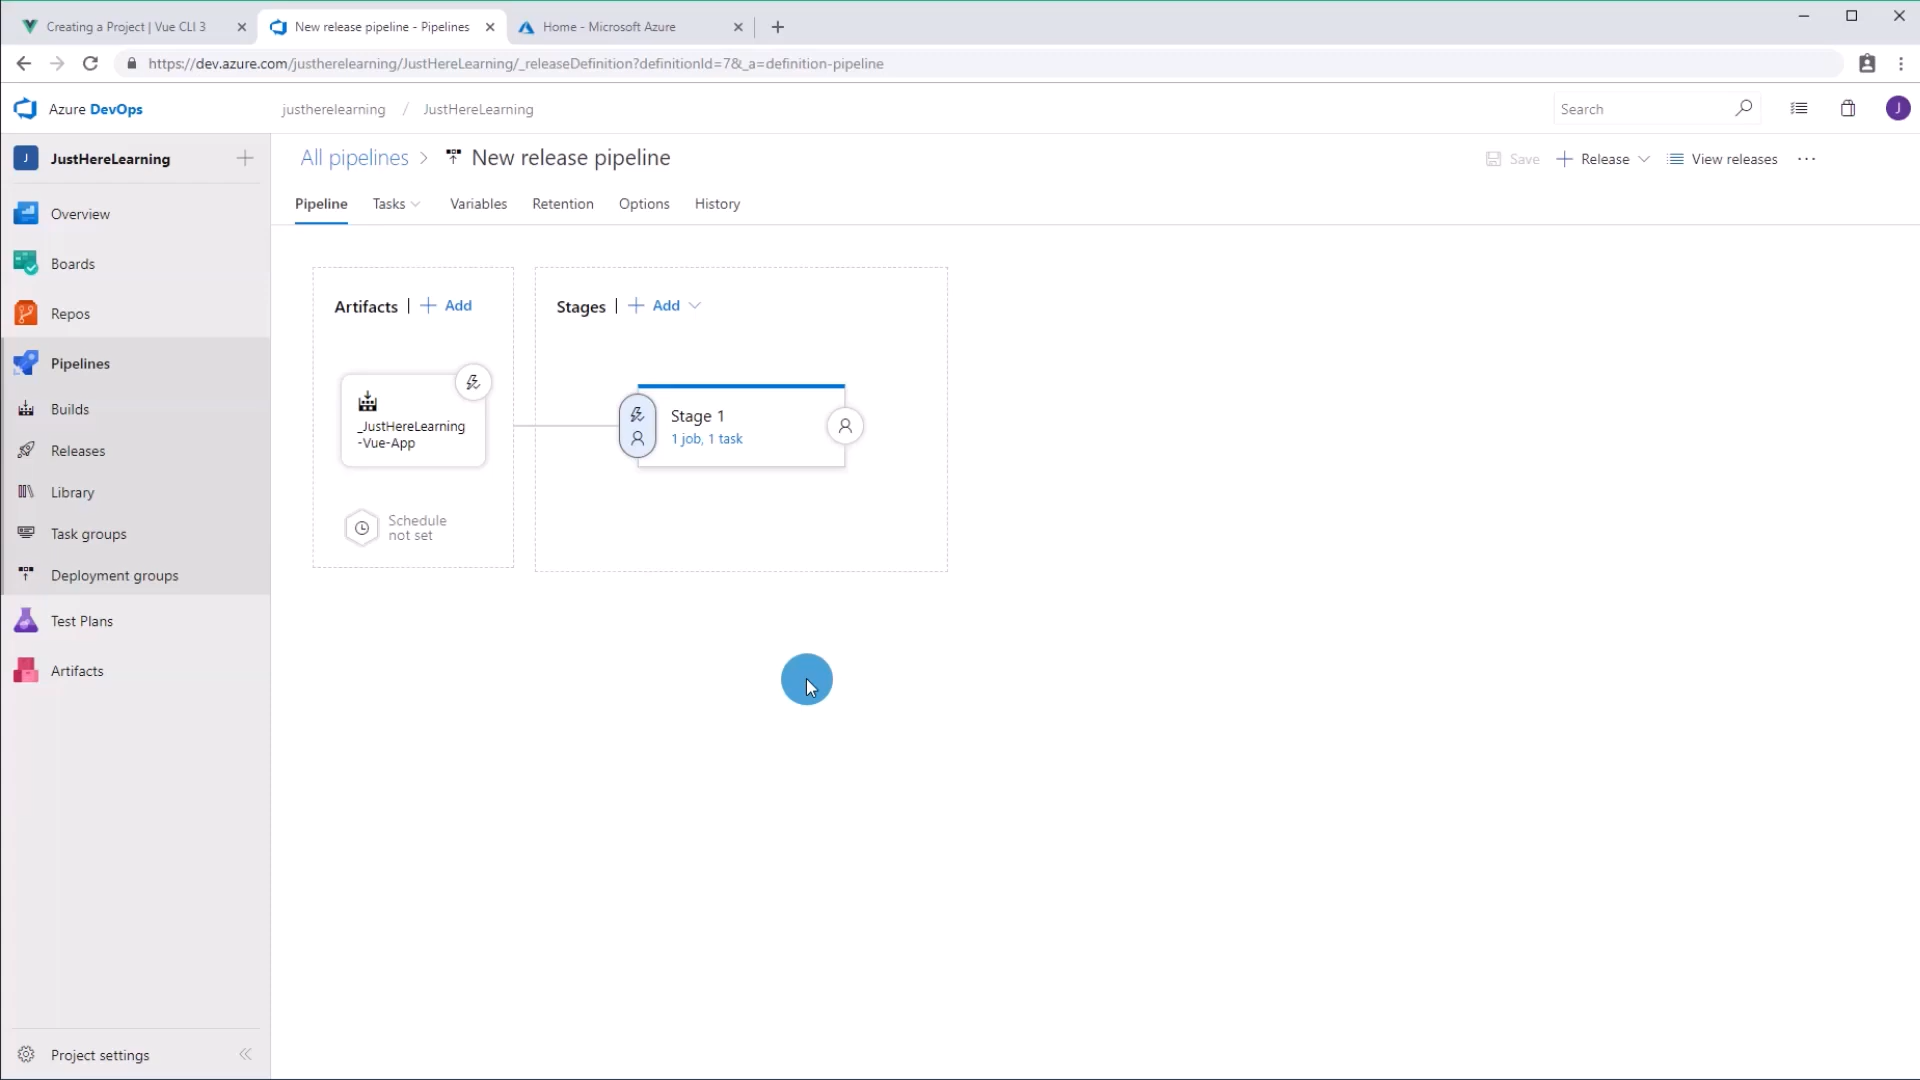 Creating a Project | Vue CLI 3
New release pipeline - Pipelines
Home - Microsoft Azure
https://dev.azure.com/justherelearning/JustHereLearning/_releaseDefinition?definitionId=7&_a=definition-pipeline
Azure DevOps
justherelearning / JustHereLearning
Search
J
J JustHereLearning
All pipelines > New release pipeline
Save
Release
View releases
Pipeline
Tasks
Variables
Retention
Options
History
Overview
Boards
Repos
Pipelines
Builds
Releases
Library
Task groups
Deployment groups
Test Plans
Artifacts
Artifacts | + Add
Stages | + Add
_JustHereLearning
-Vue-App
Stage 1
1 job, 1 task
Schedule
not set
Project settings